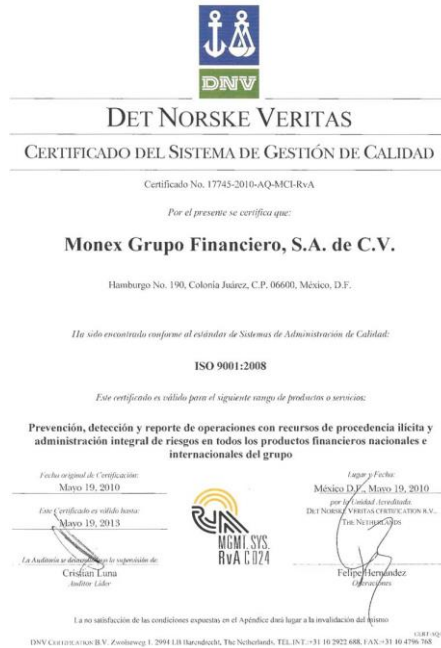 DNV
DET NORSKE VERITAS
CERTIFICADO DEL SISTEMA DE GESTIÓN DE CALIDAD
Certificado No. 17745-2010-AQ-MCI-RvA
Por el presente se certifica que:
Monex Grupo Financiero, S.A. de C.V.
Hamburgo No. 190, Colonia Juárez, C.P. 06600, México, D.F.
Ha sido encontrado conforme al estándar de Sistemas de Administración de Calidad:
ISO 9001:2008
Este certificado es válido para el siguiente rango de productos o servicios:
Prevención, detección y reporte de operaciones con recursos de procedencia ilícita y
administración integral de riesgos en todos los productos financieros nacionales e
internacionales del grupo
Fecha original de Certificación:
Mayo 19, 2010
Este Certificado es válido hasta:
Mayo 19, 2013
La Auditoría se desempeñó en la supervisión de:
Cristian Luna
Auditor Líder
MGMT. SYS.
RvA C 024
Lugar y Fecha:
México D.F., Mayo 19, 2010
por la Unidad Acreditada:
DET NORSKE VERITAS CERTIFICATION B.V.,
THE NETHERLANDS
Felipe Hernández
Operaciones
La no satisfacción de las condiciones expuestas en el Apéndice dará lugar a la invalidación del mismo
DNV CERTIFICATION B.V. Zwolseweg 1, 2994 LB Barendrecht, The Netherlands, TEL.INT.:+31 10 2922 688, FAX:+31 10 4796 768